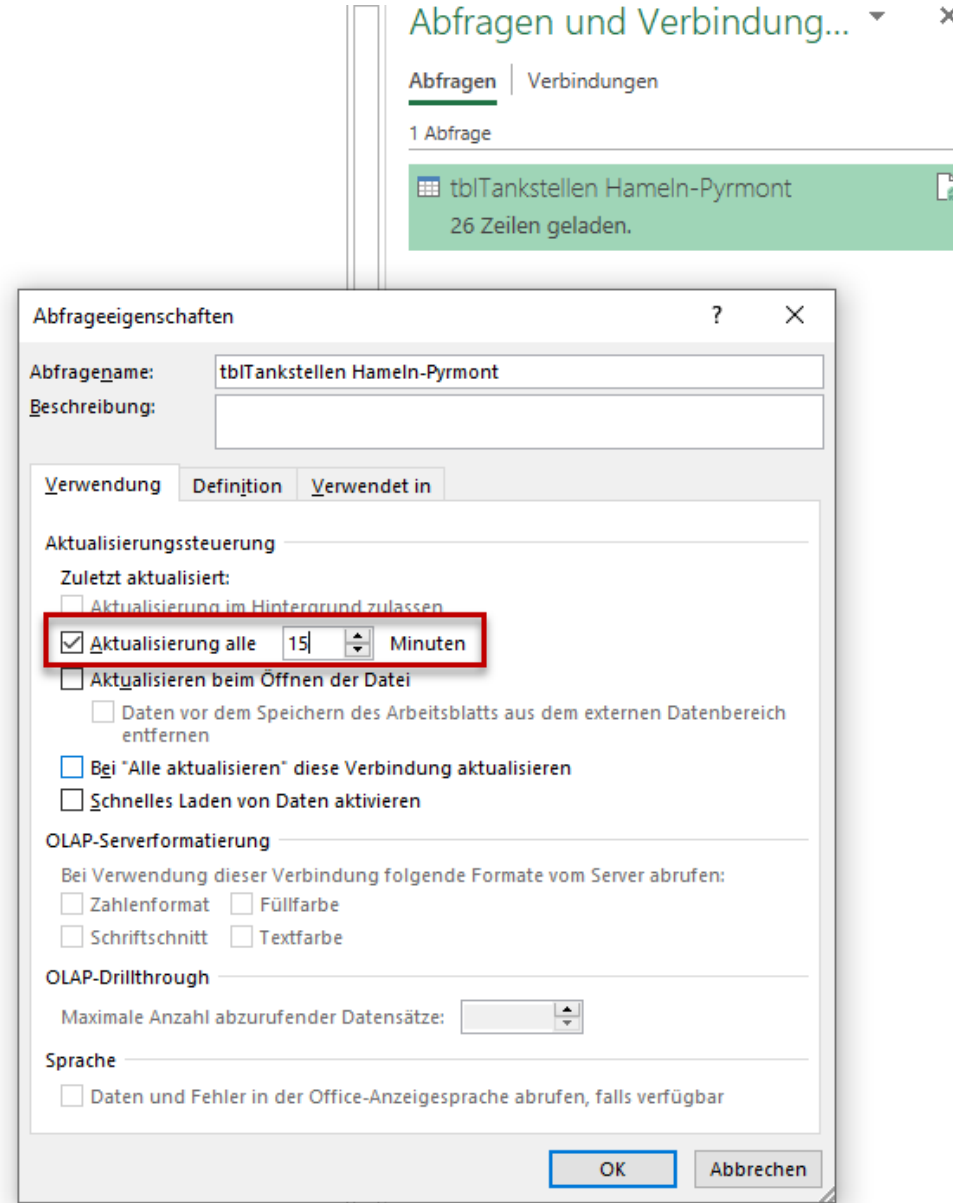 Abfragen und Verbindung...
Abfragen Verbindungen
1 Abfrage
tblTankstellen Hameln-Pyrmont
26 Zeilen geladen.
Abfrageeigenschaften ?
Abfragename: tblTankstellen Hameln-Pyrmont
Beschreibung:
Verwendung Definition Verwendet in
Aktualisierungssteuerung
Zuletzt aktualisiert:
Aktualisierung im Hintergrund zulassen
Aktualisierung alle 15 Minuten
Aktualisieren beim Öffnen der Datei
Daten vor dem Speichern des Arbeitsblatts aus dem externen Datenbereich
entfernen
Bei "Alle aktualisieren" diese Verbindung aktualisieren
Schnelles Laden von Daten aktivieren
OLAP-Serverformatierung
Bei Verwendung dieser Verbindung folgende Formate vom Server abrufen:
Zahlenformat Füllfarbe
Schriftschnitt Textfarbe
OLAP-Drillthrough
Maximale Anzahl abzurufender Datensätze:
Sprache
Daten und Fehler in der Office-Anzeigesprache abrufen, falls verfügbar
OK Abbrechen